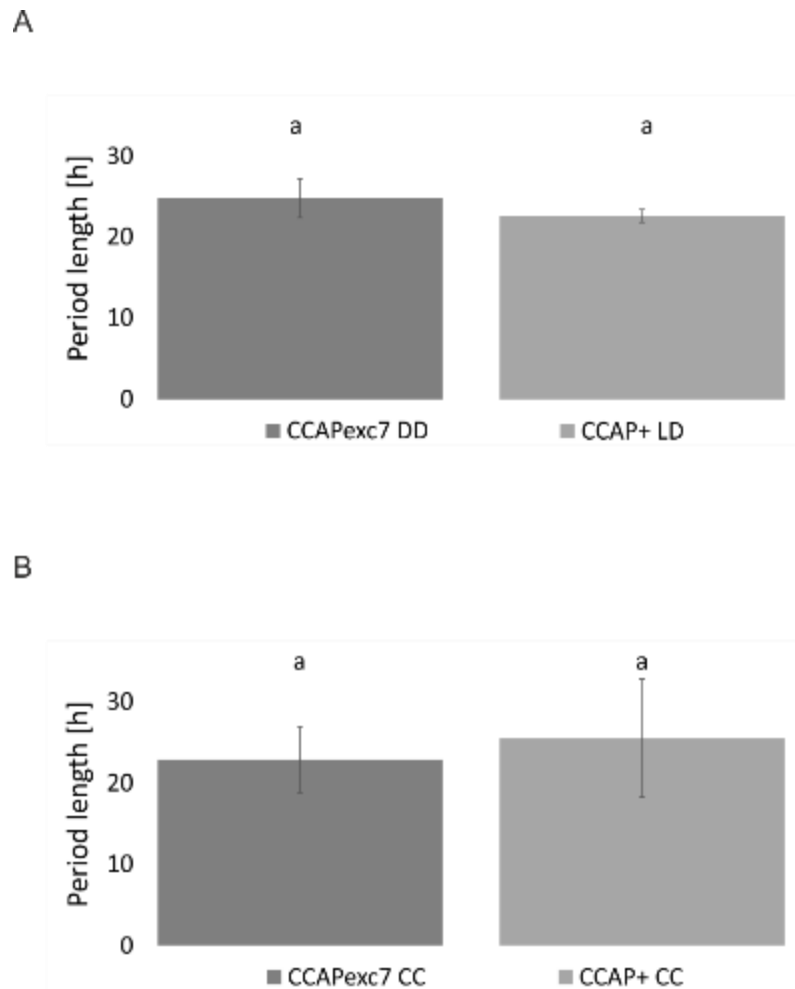 A
a a
Period length [h]
30
20
10
0
CCAPexc7 DD CCAP+ LD
B
a a
Period length [h]
30
20
10
0
CCAPexc7 CC CCAP+ CC